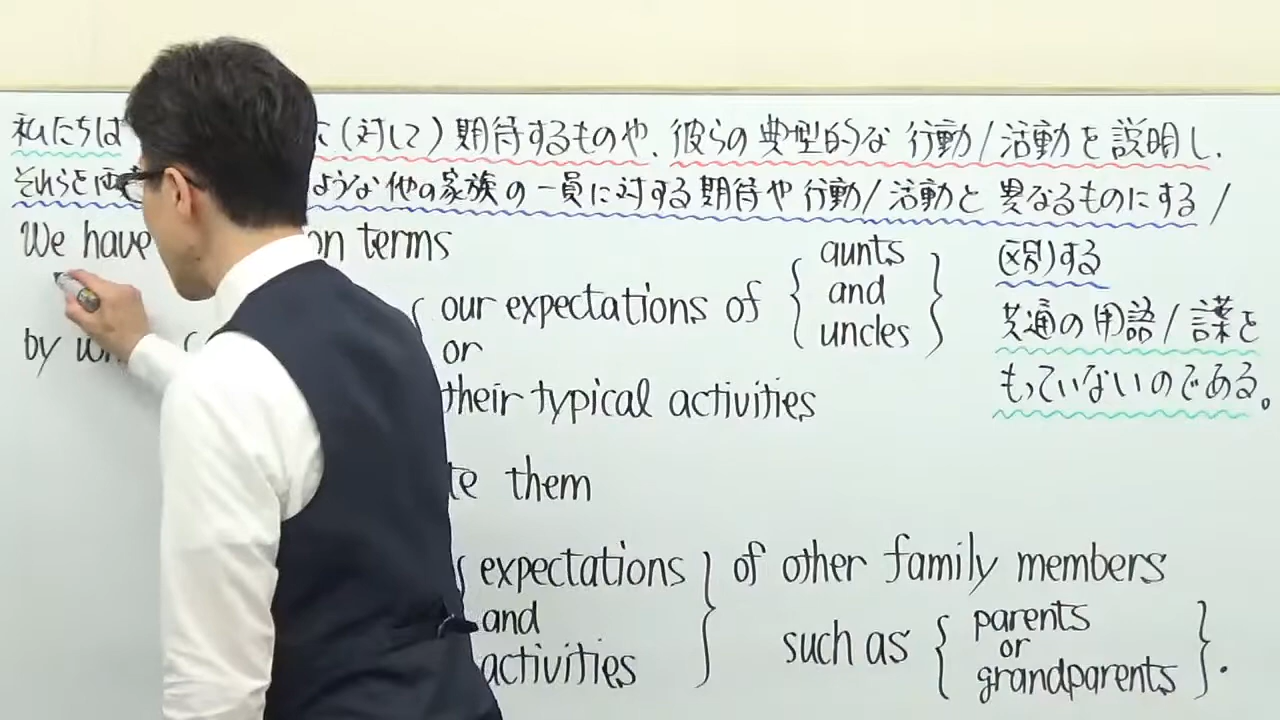 私たちは に(対して)期待するものや、彼らの典型的な 行動/活動を説明し、
それらを ような他の家族の一員に対する期待や行動/活動と 異なるものにする/
区別する
共通の用語/言葉を
もっていないのである。
We have on terms
our expectations of { aunts
and
uncles }
by
or
their typical activities
te them
{ expectations
and
activities } of other family members
such as { parents
or
grandparents }.